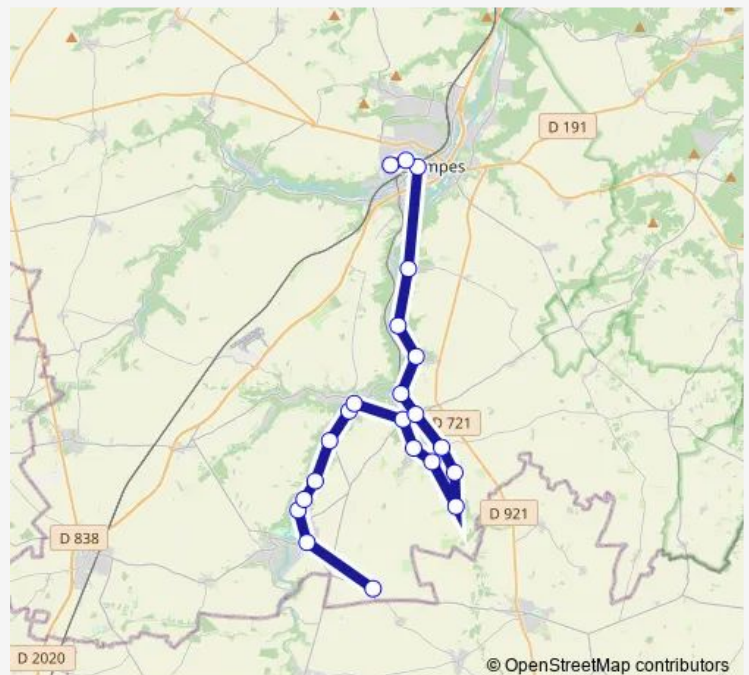 D 191
mpes
D 721
D 921
D 838
D 2020
© OpenStreetMap contributors